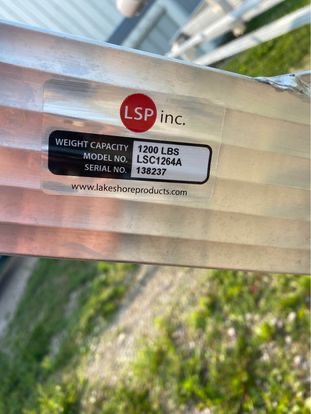 LSP inc.
WEIGHT CAPACITY 1200 LBS
MODEL NO. LSC1264A
SERIAL NO. 138237
www.lakeshoreproducts.com